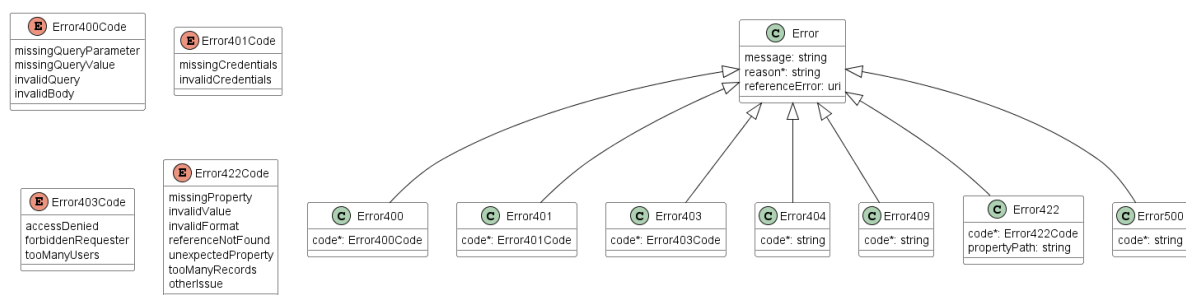 E Error400Code
missingQueryParameter
missingQueryValue
invalidQuery
invalidBody
E Error401Code
missingCredentials
invalidCredentials
C Error
message: string
reason*: string
referenceError: uri
E Error403Code
accessDenied
forbiddenRequester
tooManyUsers
E Error422Code
missingProperty
invalidValue
invalidFormat
referenceNotFound
unexpectedProperty
tooManyRecords
otherIssue
C Error400
code*: Error400Code
C Error401
code*: Error401Code
C Error403
code*: Error403Code
C Error404
code*: string
C Error409
code*: string
C Error422
code*: Error422Code
propertyPath: string
C Error500
code*: string